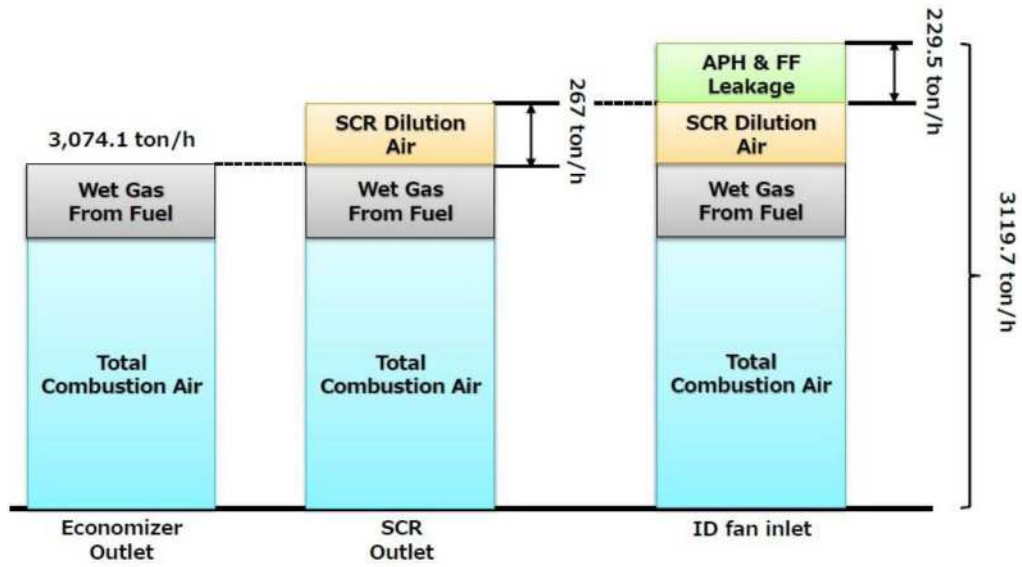 3,074.1 ton/h
Wet Gas
From Fuel
Total
Combustion Air
Economizer
Outlet
SCR Dilution
Air
Wet Gas
From Fuel
Total
Combustion Air
SCR
Outlet
267 ton/h
APH & FF
Leakage
SCR Dilution
Air
Wet Gas
From Fuel
Total
Combustion Air
ID fan inlet
229.5 ton/h
3119.7 ton/h